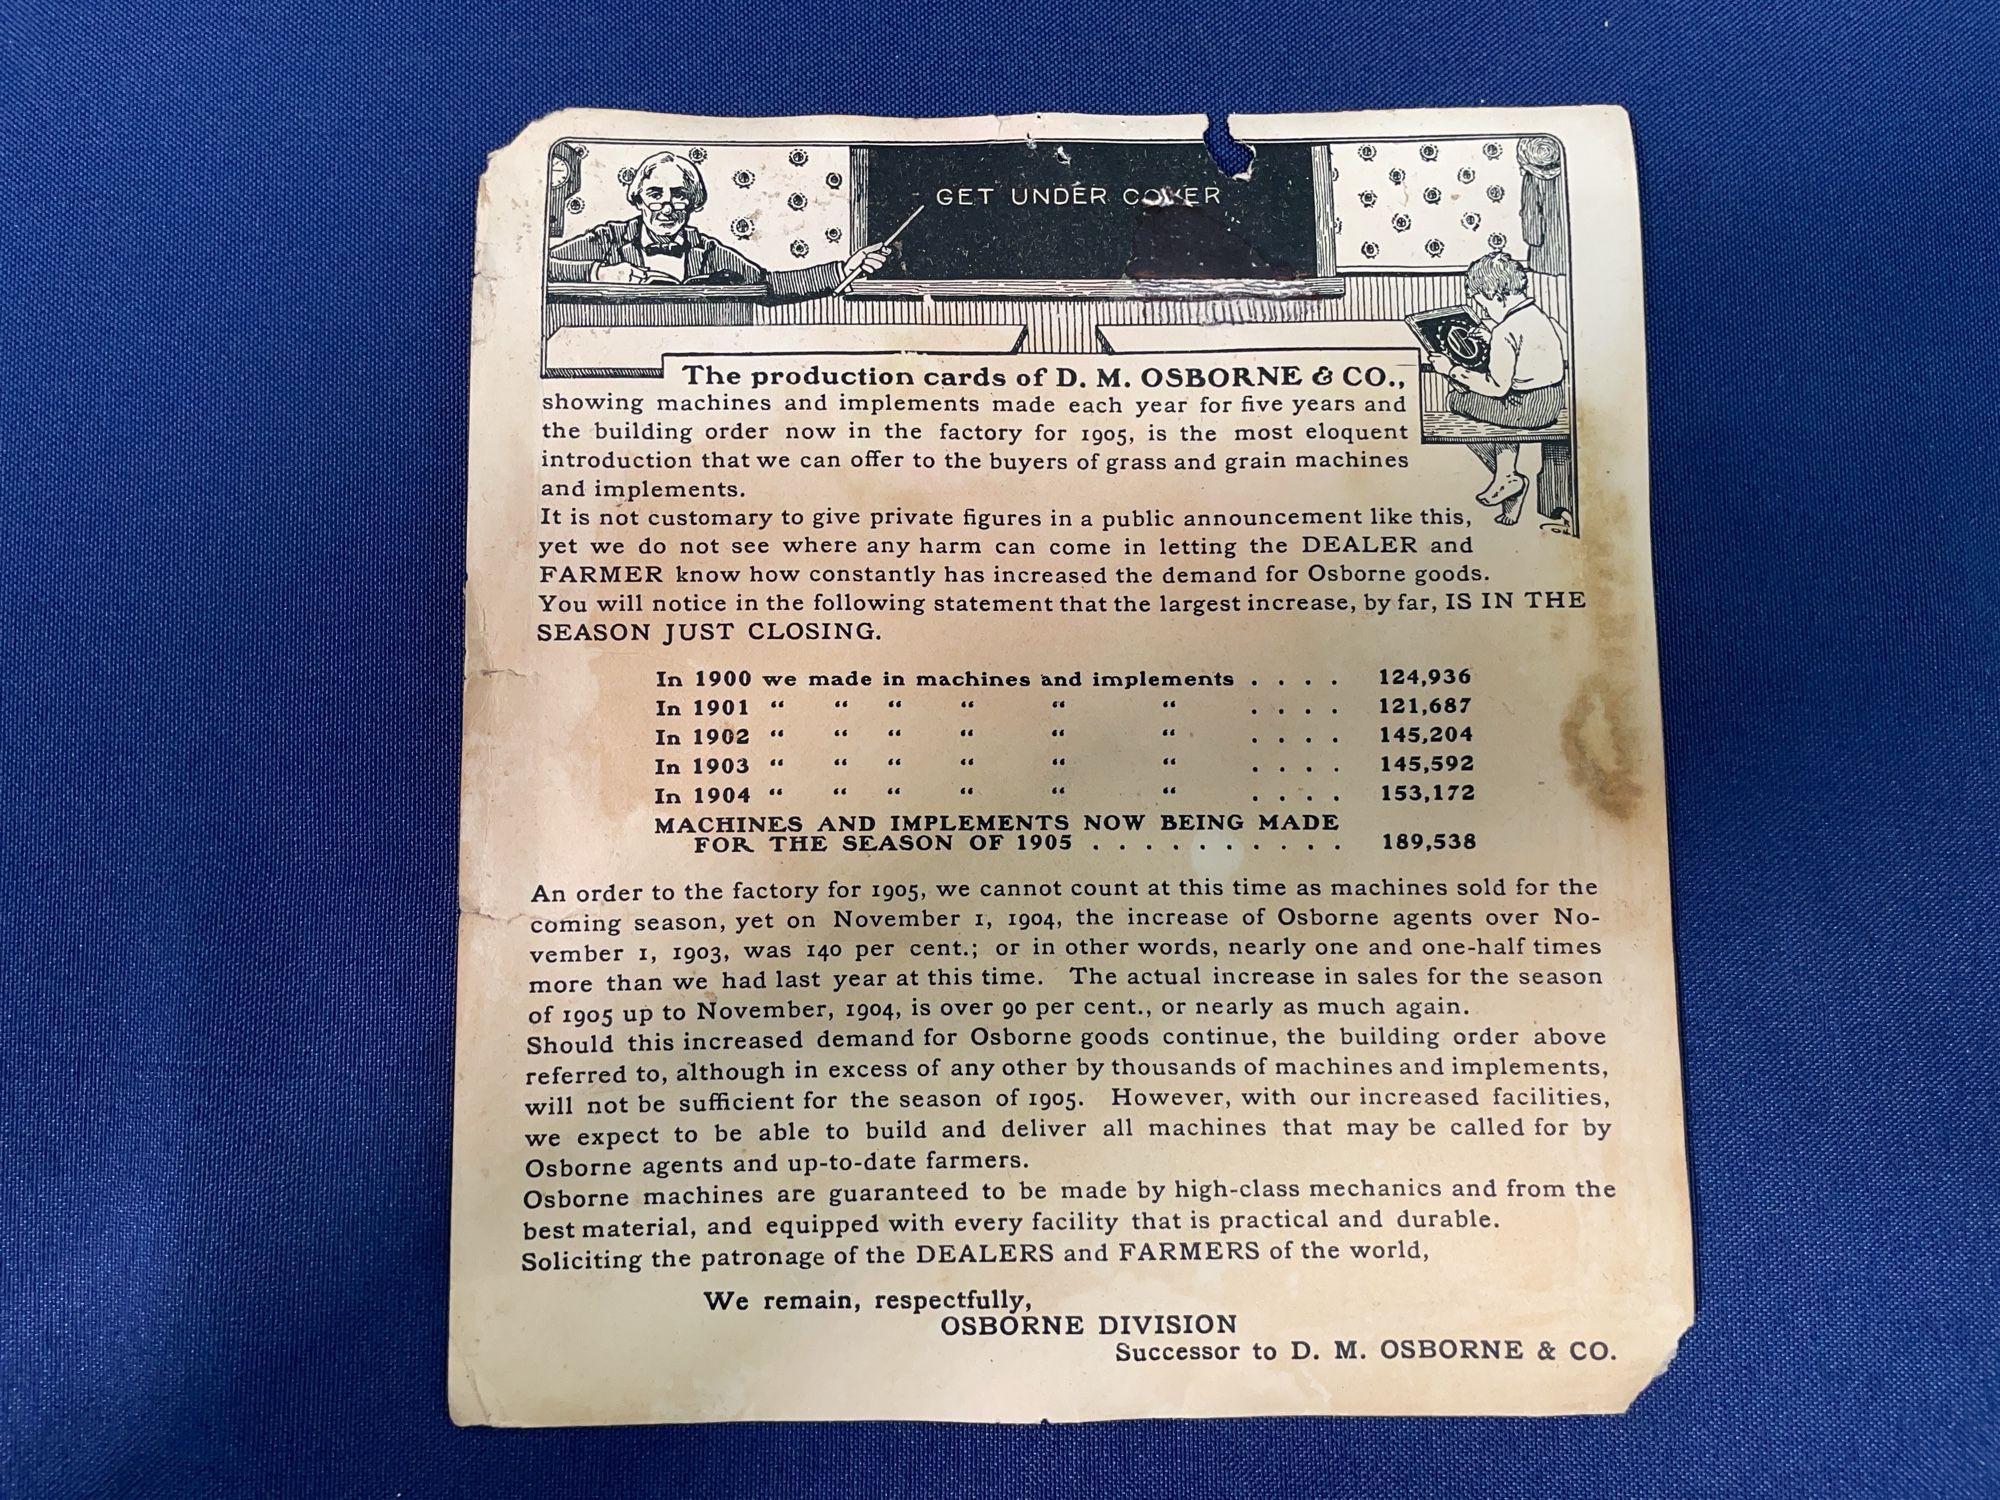 GET UNDER COVER
The production cards of D. M. OSBORNE & CO.,
showing machines and implements made each year for five years and
the building order now in the factory for 1905, is the most eloquent
introduction that we can offer to the buyers of grass and grain machines
and implements.
It is not customary to give private figures in a public announcement like this,
yet we do not see where any harm can come in letting the DEALER and
FARMER know how constantly has increased the demand for Osborne goods.
You will notice in the following statement that the largest increase, by far, IS IN THE
SEASON JUST CLOSING.
In 1900 we made in machines and implements . . . . 124,936
In 1901 " " " " " " . . . . 121,687
In 1902 " " " " " " . . . . 145,204
In 1903 " " " " " " . . . . 145,592
In 1904 " " " " " " . . . . 153,172
MACHINES AND IMPLEMENTS NOW BEING MADE
FOR THE SEASON OF 1905 . . . . . . . . . . 189,538
An order to the factory for 1905, we cannot count at this time as machines sold for the
coming season, yet on November 1, 1904, the increase of Osborne agents over No-
vember 1, 1903, was 140 per cent.; or in other words, nearly one and one-half times
more than we had last year at this time. The actual increase in sales for the season
of 1905 up to November, 1904, is over 90 per cent., or nearly as much again.
Should this increased demand for Osborne goods continue, the building order above
referred to, although in excess of any other by thousands of machines and implements,
will not be sufficient for the season of 1905. However, with our increased facilities,
we expect to be able to build and deliver all machines that may be called for by
Osborne agents and up-to-date farmers.
Osborne machines are guaranteed to be made by high-class mechanics and from the
best material, and equipped with every facility that is practical and durable.
Soliciting the patronage of the DEALERS and FARMERS of the world,
We remain, respectfully,
OSBORNE DIVISION
Successor to D. M. OSBORNE & CO.